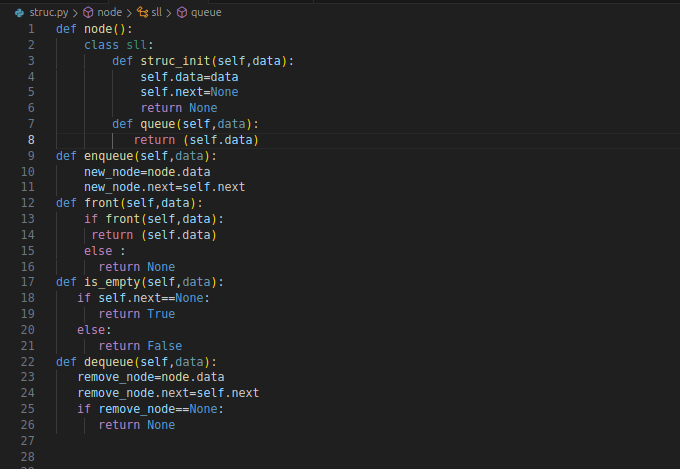 struc.py > node > sll > queue
1 def node():
2     class sll:
3         def struc_init(self,data):
4             self.data=data
5             self.next=None
6             return None
7         def queue(self,data):
8            return (self.data)
9 def enqueue(self,data):
10     new_node=node.data
11     new_node.next=self.next
12 def front(self,data):
13     if front(self,data):
14      return (self.data)
15     else :
16       return None
17 def is_empty(self,data):
18    if self.next==None:
19       return True
20    else:
21       return False
22 def dequeue(self,data):
23    remove_node=node.data
24    remove_node.next=self.next
25    if remove_node==None:
26       return None
27
28